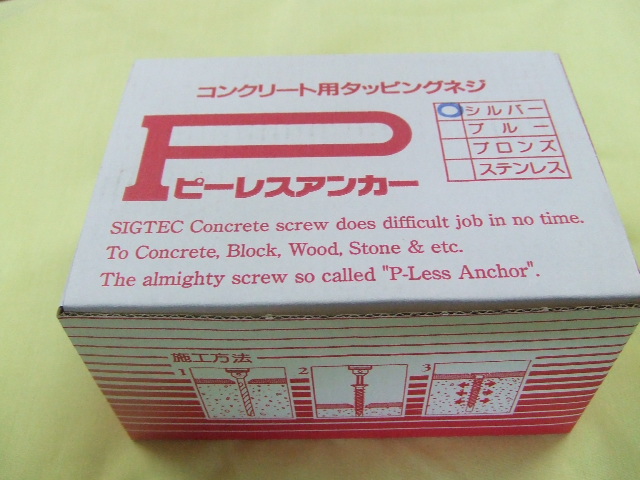 コンクリート用タッピングネジ
P
ピーレスアンカー
シルバー
ブルー
ブロンズ
ステンレス
SIGTEC Concrete screw does difficult job in no time.
To Concrete, Block, Wood, Stone & etc.
The almighty screw so called "P-Less Anchor".
施工方法
1 2 3